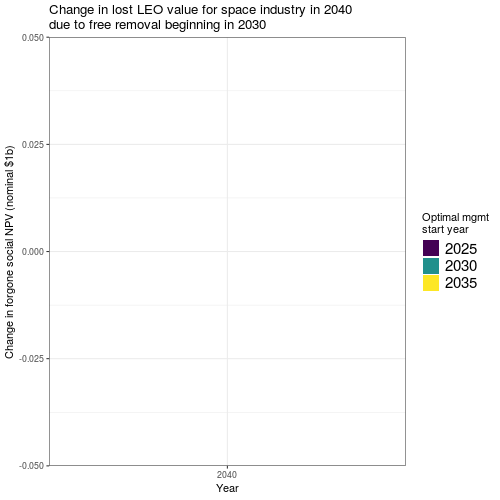 Change in lost LEO value for space industry in 2040
due to free removal beginning in 2030
Change in forgone social NPV (nominal $1b)
0.050
0.025
0.000
-0.025
-0.050
2040
Year
Optimal mgmt
start year
2025
2030
2035